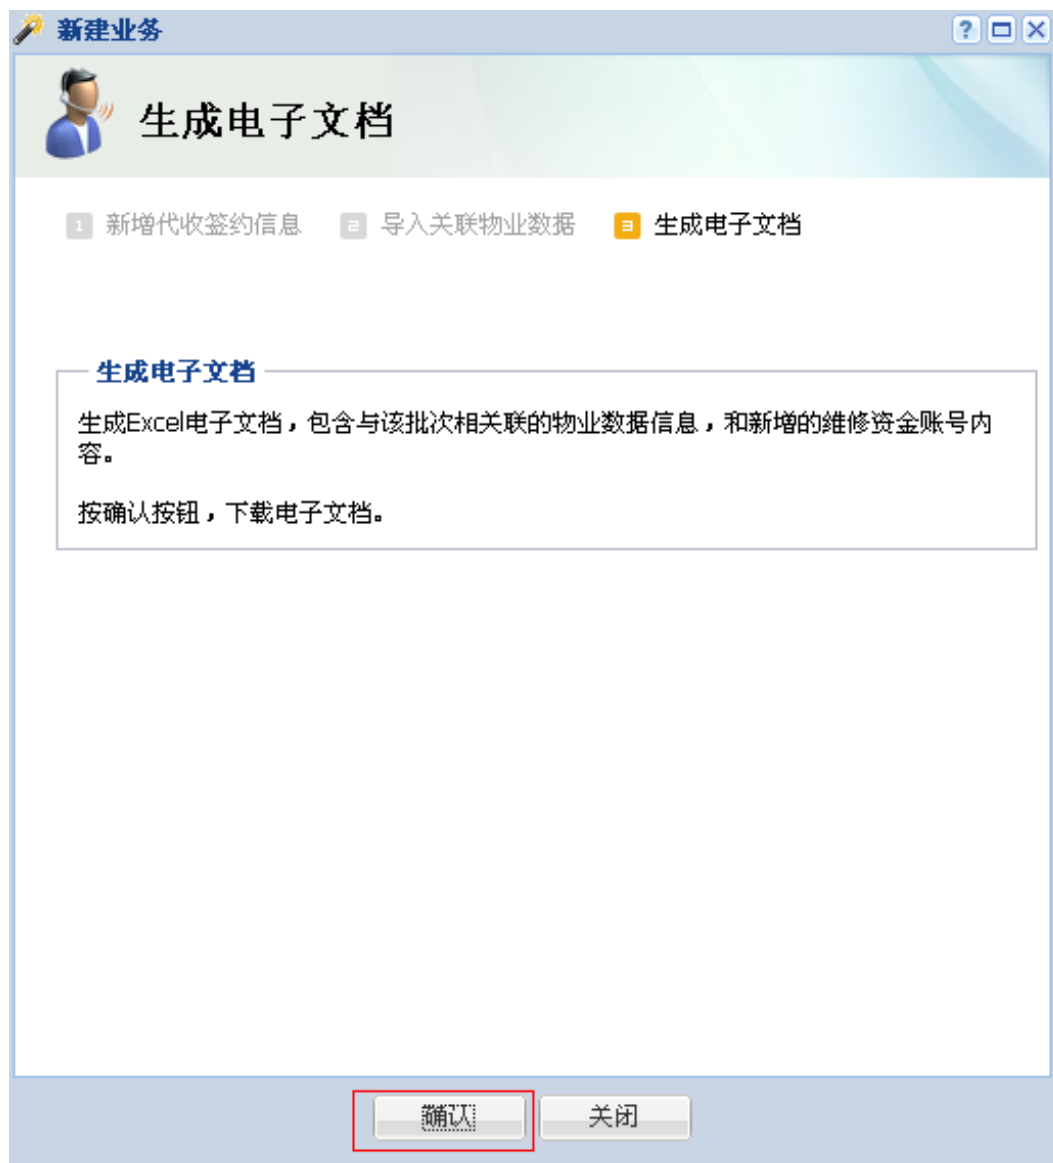 新建业务
生成电子文档
1 新增代收签约信息 2 导入关联物业数据 3 生成电子文档
生成电子文档
生成Excel电子文档，包含与该批次相关联的物业数据信息，和新增的维修资金账号内
容。
按确认按钮，下载电子文档。
确认 关闭